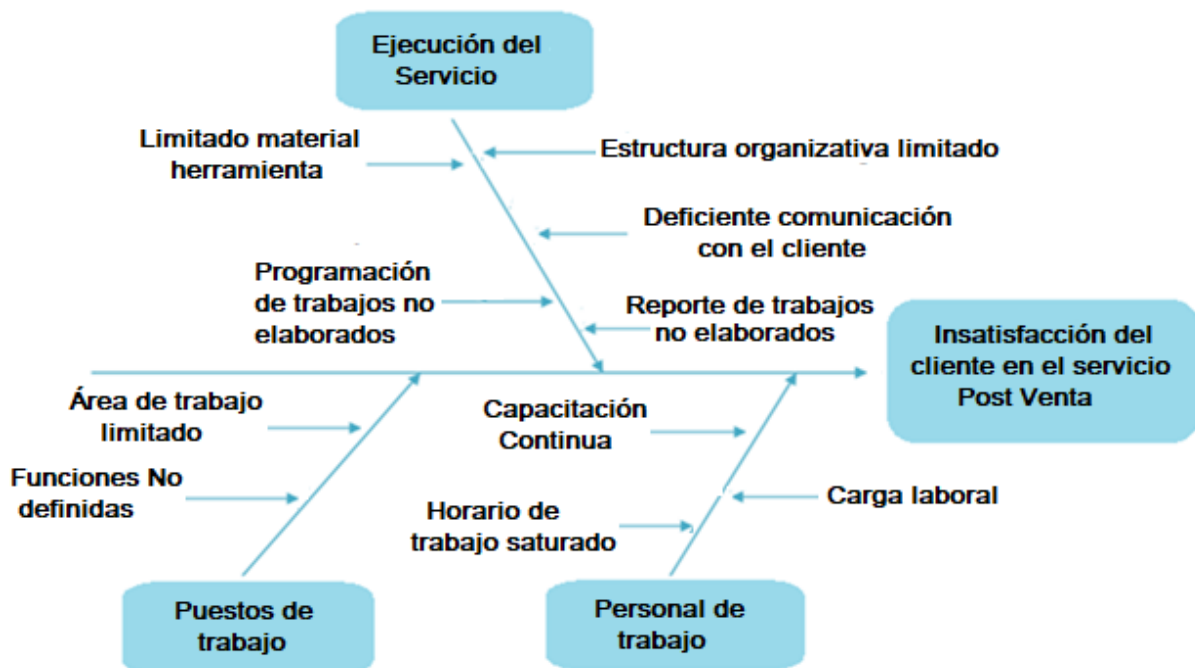 Ejecución del
Servicio
Limitado material
herramienta
Estructura organizativa limitado
Deficiente comunicación
con el cliente
Programación
de trabajos no
elaborados
Reporte de trabajos
no elaborados
Insatisfacción del
cliente en el servicio
Post Venta
Área de trabajo
limitado
Capacitación
Continua
Funciones No
definidas
Carga laboral
Horario de
trabajo saturado
Puestos de
trabajo
Personal de
trabajo